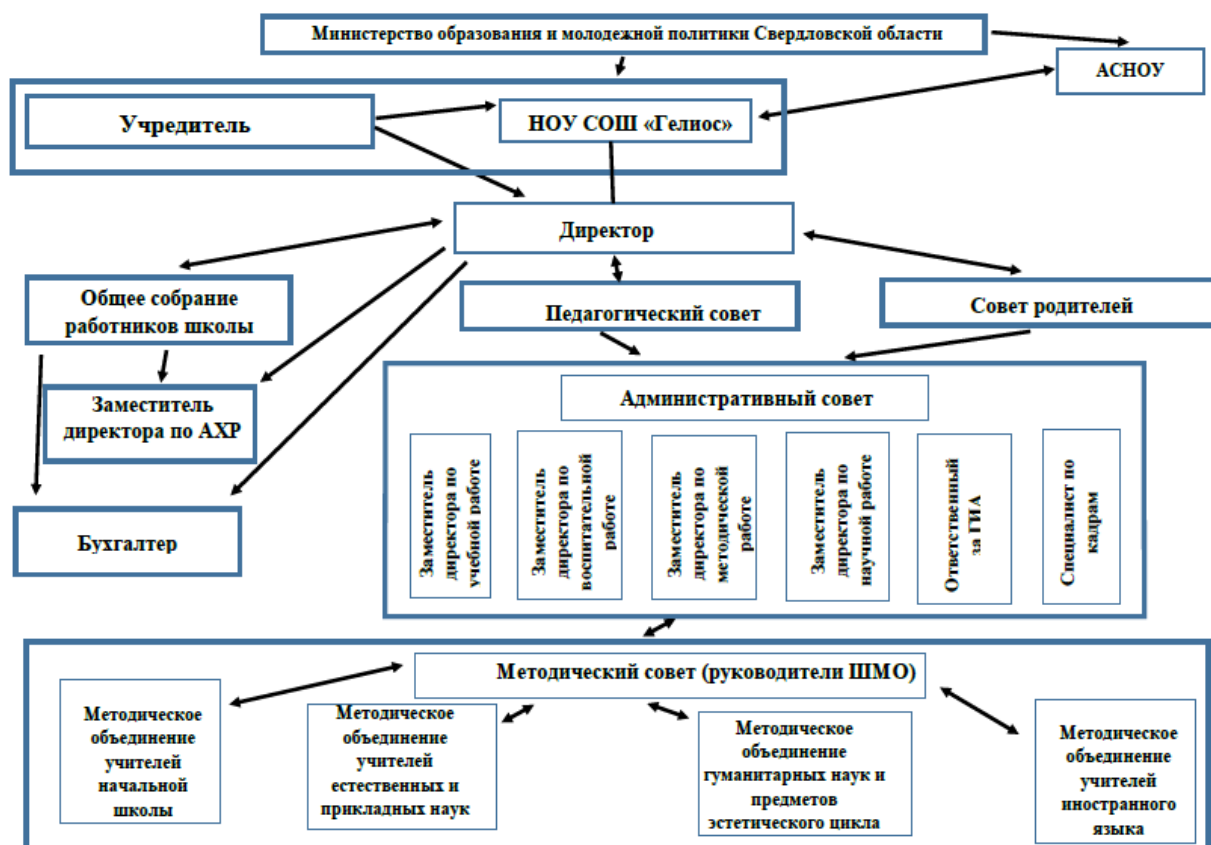 Министерство образования и молодежной политики Свердловской области
АСНОУ
Учредитель
НОУ СОШ «Гелиос»
Директор
Общее собрание
работников школы
Педагогический совет
Совет родителей
Заместитель
директора по АХР
Бухгалтер
Административный совет
Заместитель
директора по
учебной работе
Заместитель
директора по
воспитательной
работе
Заместитель
директора по
методической
работе
Заместитель
директора по
научной работе
Ответственный
за ГИА
Специалист по
кадрам
Методический совет (руководители ШМО)
Методическое
объединение
учителей
начальной
школы
Методическое
объединение
учителей
естественных и
прикладных наук
Методическое
объединение
гуманитарных наук и
предметов
эстетического цикла
Методическое
объединение
учителей
иностранного
языка